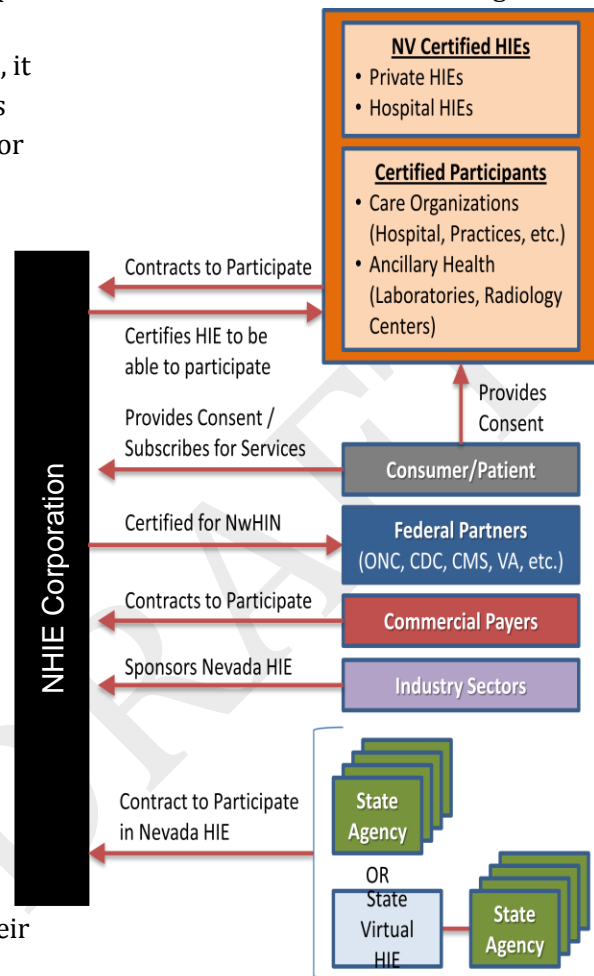 , it
s
or
NV Certified HIEs
• Private HIEs
• Hospital HIEs
Certified Participants
• Care Organizations
(Hospital, Practices, etc.)
• Ancillary Health
(Laboratories, Radiology
Centers)
Contracts to Participate
Certifies HIE to be
able to participate
Provides
Consent
Provides Consent /
Subscribes for Services
Consumer/Patient
NHIE Corporation
Certified for NwHIN
Federal Partners
(ONC, CDC, CMS, VA, etc.)
Contracts to Participate
Commercial Payers
Sponsors Nevada HIE
Industry Sectors
Contract to Participate
in Nevada HIE
State
Agency
OR
State
Virtual
HIE
State
Agency
eir
DRAFT